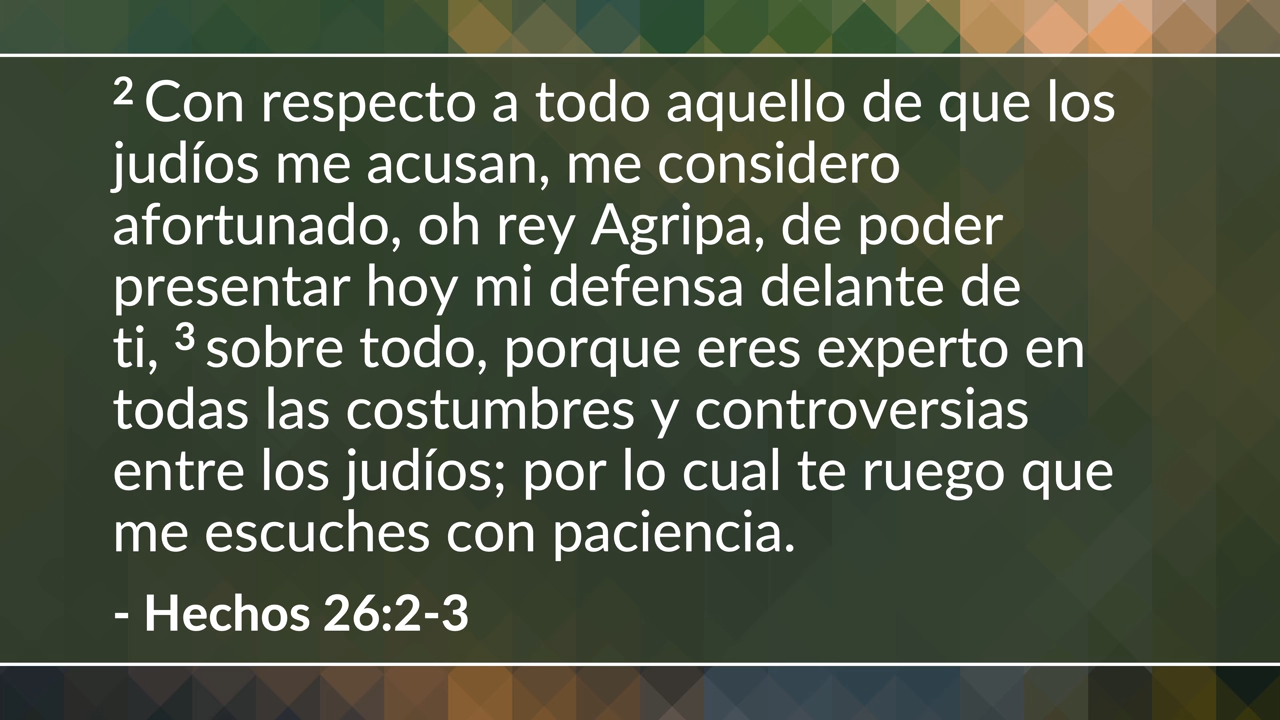 2 Con respecto a todo aquello de que los
judíos me acusan, me considero
afortunado, oh rey Agripa, de poder
presentar hoy mi defensa delante de
ti, 3 sobre todo, porque eres experto en
todas las costumbres y controversias
entre los judíos; por lo cual te ruego que
me escuches con paciencia.
- Hechos 26:2-3